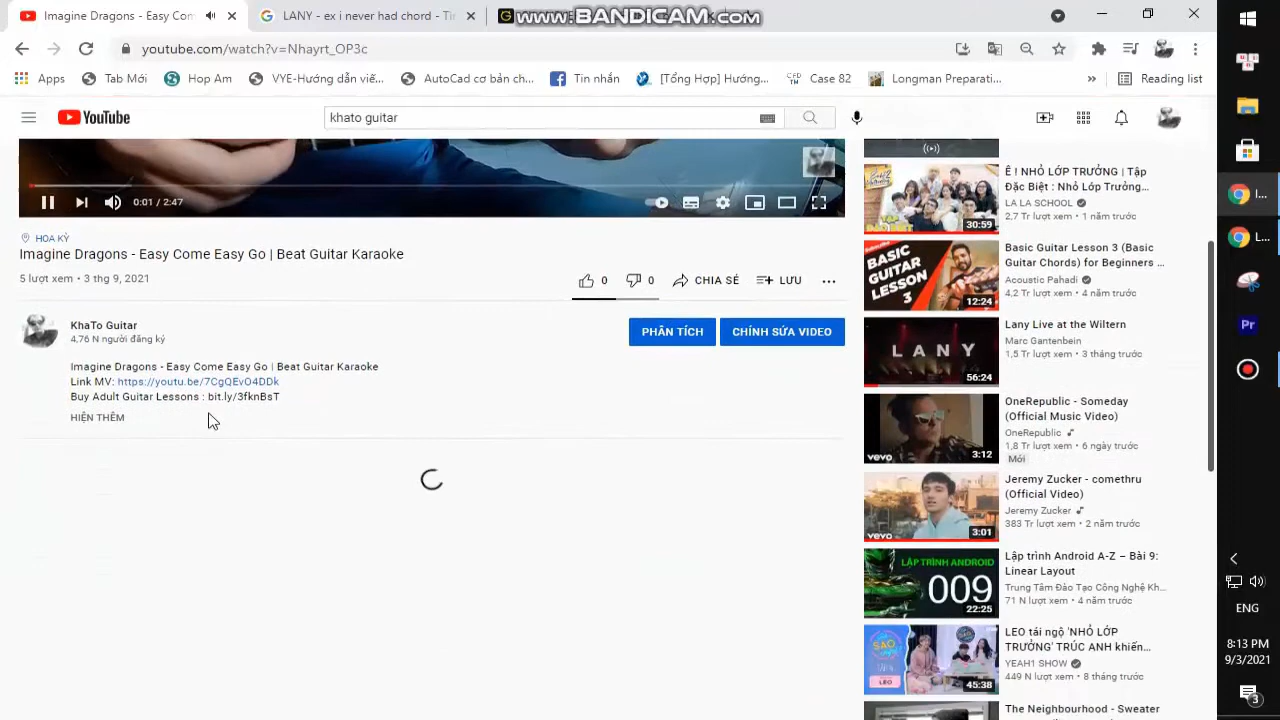 Imagine Dragons - Easy Com
LANY - ex i never had chord - Th
www.BANDICAM.com
youtube.com/watch?v=Nhayrt_OP3c
Apps
Tab Mới
Hop Am
VYE-Hướng dẫn viế...
AutoCad cơ bản ch...
Tin nhắn
[Tổng Hợp] Hướng...
Case 82
Longman Preparati...
»
Reading list
YouTube
khato guitar
0:01 / 2:47
HOA KỲ
Imagine Dragons - Easy Come Easy Go | Beat Guitar Karaoke
5 lượt xem • 3 thg 9, 2021
0
0
CHIA SẺ
LƯU
KhaTo Guitar
4,76 N người đăng ký
PHÂN TÍCH
CHỈNH SỬA VIDEO
Imagine Dragons - Easy Come Easy Go | Beat Guitar Karaoke
Link MV: https://youtu.be/7CgQEvO4DDk
Buy Adult Guitar Lessons : bit.ly/3fknBsT
HIỆN THÊM
Ê ! NHỎ LỚP TRƯỞNG | Tập
Đặc Biệt : Nhỏ Lớp Trưởng...
LA LA SCHOOL
2,7 Tr lượt xem • 1 năm trước
30:59
BASIC
GUITAR
LESSON
3
12:24
Basic Guitar Lesson 3 (Basic
Guitar Chords) for Beginners ...
Acoustic Pahadi
4,2 Tr lượt xem • 4 năm trước
LANY
56:24
Lany Live at the Wiltern
Marc Gantenbein
1,5 Tr lượt xem • 3 tháng trước
vevo
3:12
OneRepublic - Someday
(Official Music Video)
OneRepublic
1,8 Tr lượt xem • 6 ngày trước
Mới
vevo
3:01
Jeremy Zucker - comethru
(Official Video)
Jeremy Zucker
383 Tr lượt xem • 2 năm trước
LẬP TRÌNH ANDROID
009
22:25
Lập trình Android A-Z – Bài 9:
Linear Layout
Trung Tâm Đào Tạo Công Nghệ Kh...
71 N lượt xem • 4 năm trước
SAO
LEO
45:38
LEO tái ngộ 'NHỎ LỚP
TRƯỞNG' TRÚC ANH khiến...
YEAH1 SHOW
449 N lượt xem • 8 tháng trước
The Neighbourhood - Sweater
I...
L...
Pr
ENG
8:13 PM
9/3/2021
3